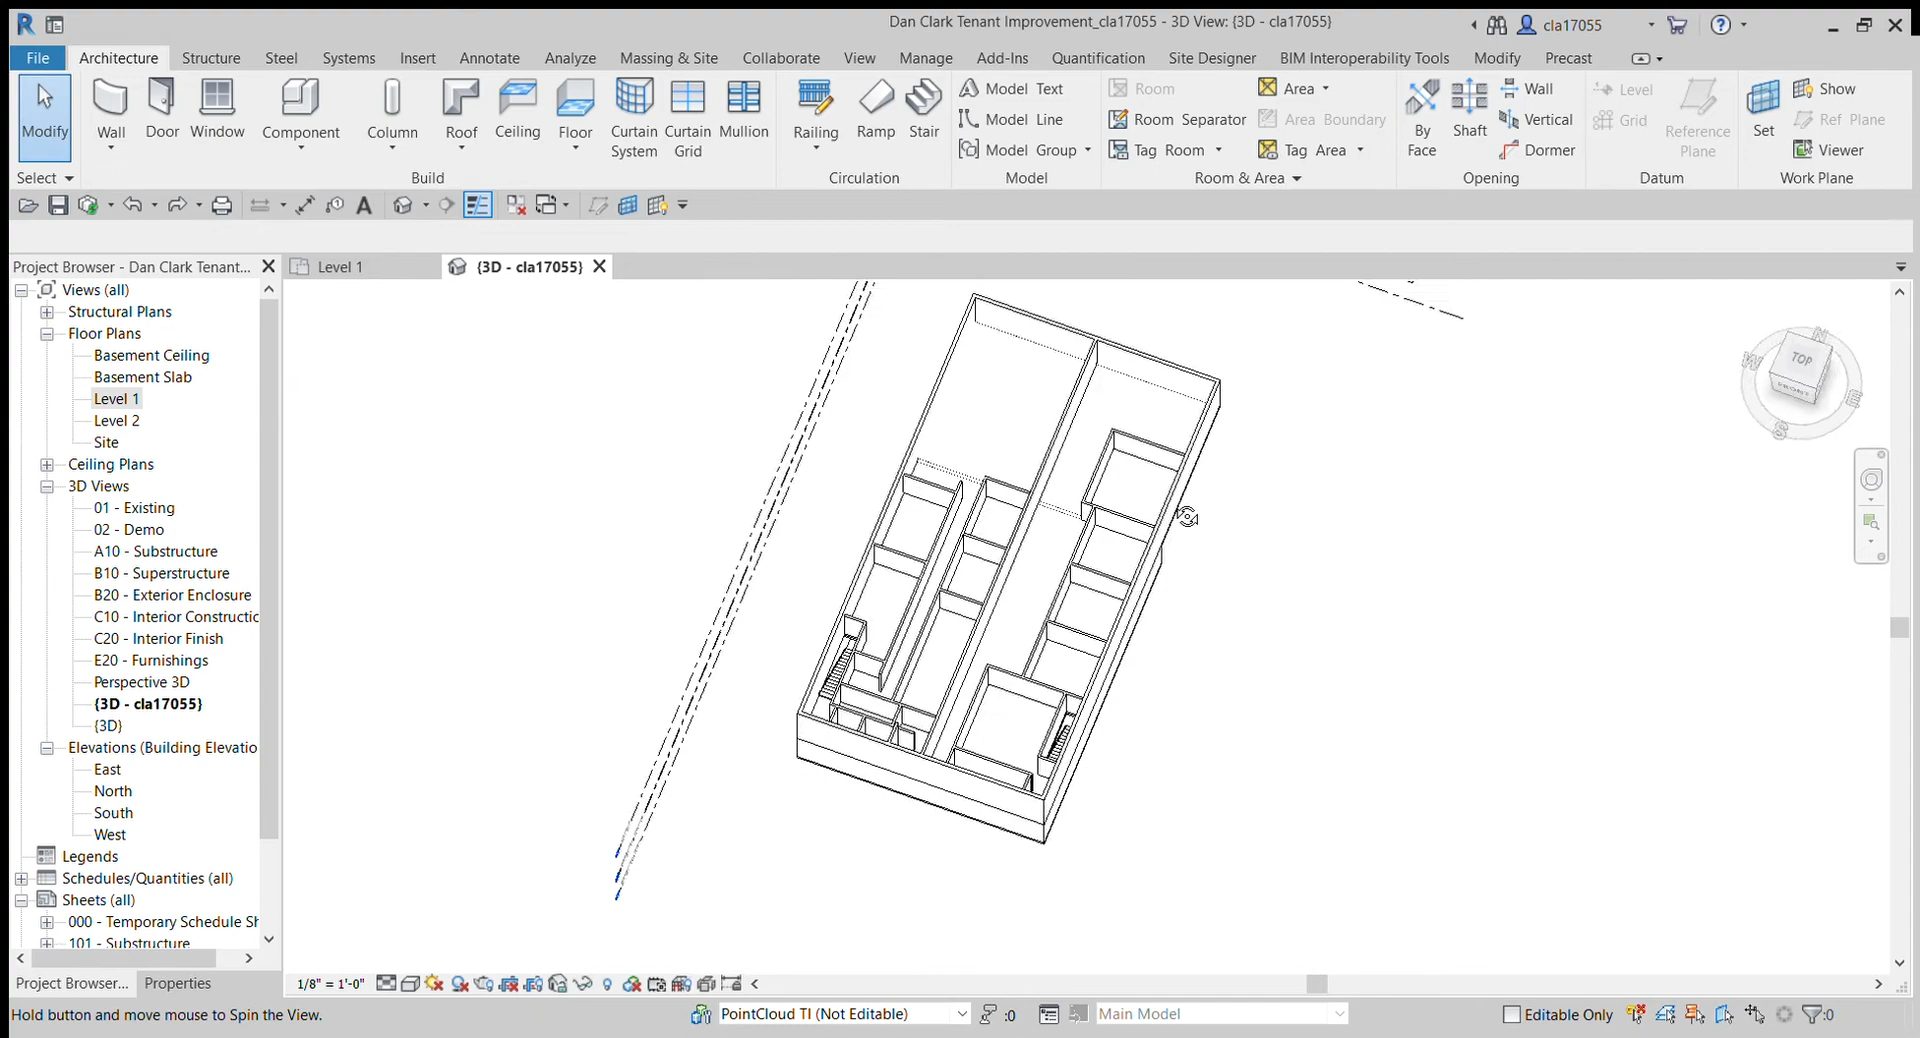 Dan Clark Tenant Improvement_cla17055 - 3D View: {3D - cla17055}
cla17055
File Architecture Structure Steel Systems Insert Annotate Analyze Massing & Site Collaborate View Manage Add-Ins Quantification Site Designer BIM Interoperability Tools Modify Precast
Modify
Wall
Door
Window
Component
Column
Roof
Ceiling
Floor
Curtain
System
Curtain
Grid
Mullion
Railing
Ramp
Stair
Model Text
Model Line
Model Group
Room
Room Separator
Tag Room
Area
Area Boundary
Tag Area
By
Face
Shaft
Wall
Vertical
Dormer
Level
Grid
Reference
Plane
Set
Show
Ref Plane
Viewer
Select Build Circulation Model Room & Area Opening Datum Work Plane
Project Browser - Dan Clark Tenant...
Level 1
{3D - cla17055}
Views (all)
Structural Plans
Floor Plans
Basement Ceiling
Basement Slab
Level 1
Level 2
Site
Ceiling Plans
3D Views
01 - Existing
02 - Demo
A10 - Substructure
B10 - Superstructure
B20 - Exterior Enclosure
C10 - Interior Constructic
C20 - Interior Finish
E20 - Furnishings
Perspective 3D
{3D - cla17055}
{3D}
Elevations (Building Elevatio
East
North
South
West
Legends
Schedules/Quantities (all)
Sheets (all)
000 - Temporary Schedule Sh
101 - Substructure
TOP
FRONT
N
W
E
S
Project Browser... Properties
1/8" = 1'-0"
Hold button and move mouse to Spin the View.
PointCloud TI (Not Editable)
:0
Main Model
Editable Only
:0